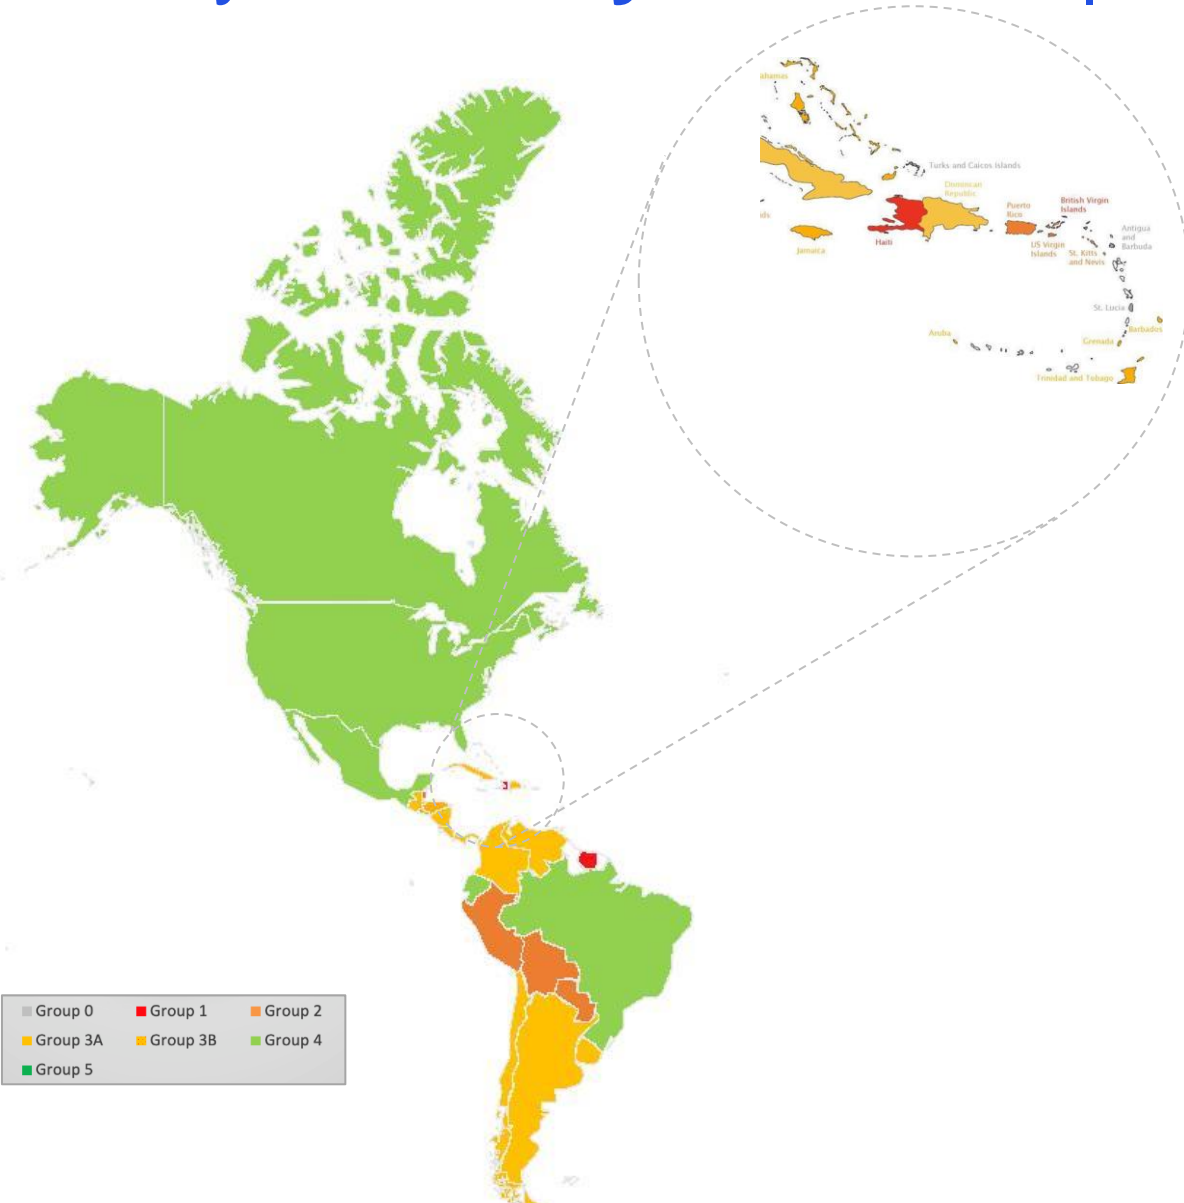 ahamas
Turks and Caicos Islands
Dominican
Republic
British Virgin
Islands
Puerto
Rico
ds
Haiti
Jamaica
US Virgin
Islands
St. Kitts
and Nevis
Antigua
and
Barboda
St. Lucia
Barbados
Aruba
Grenada
Trinidad and Tobago
Group 0
Group 1
Group 2
Group 3A
Group 3B
Group 4
Group 5